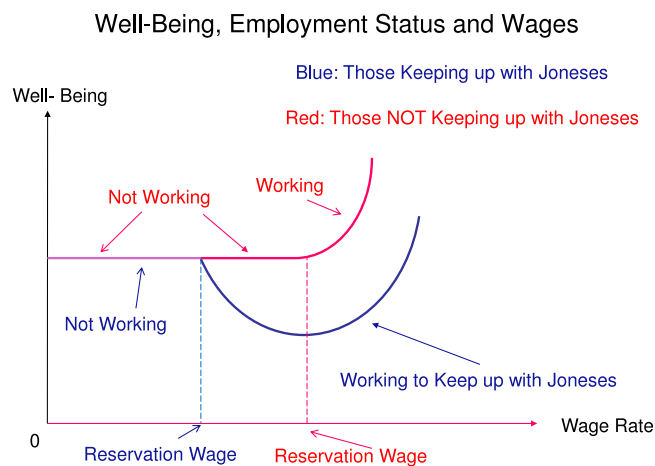 Well-Being, Employment Status and Wages
Blue: Those Keeping up with Joneses
Well- Being
Red: Those NOT Keeping up with Joneses
Working
Not Working
Not Working
Working to Keep up with Joneses
Wage Rate
0
Reservation Wage
Reservation Wage